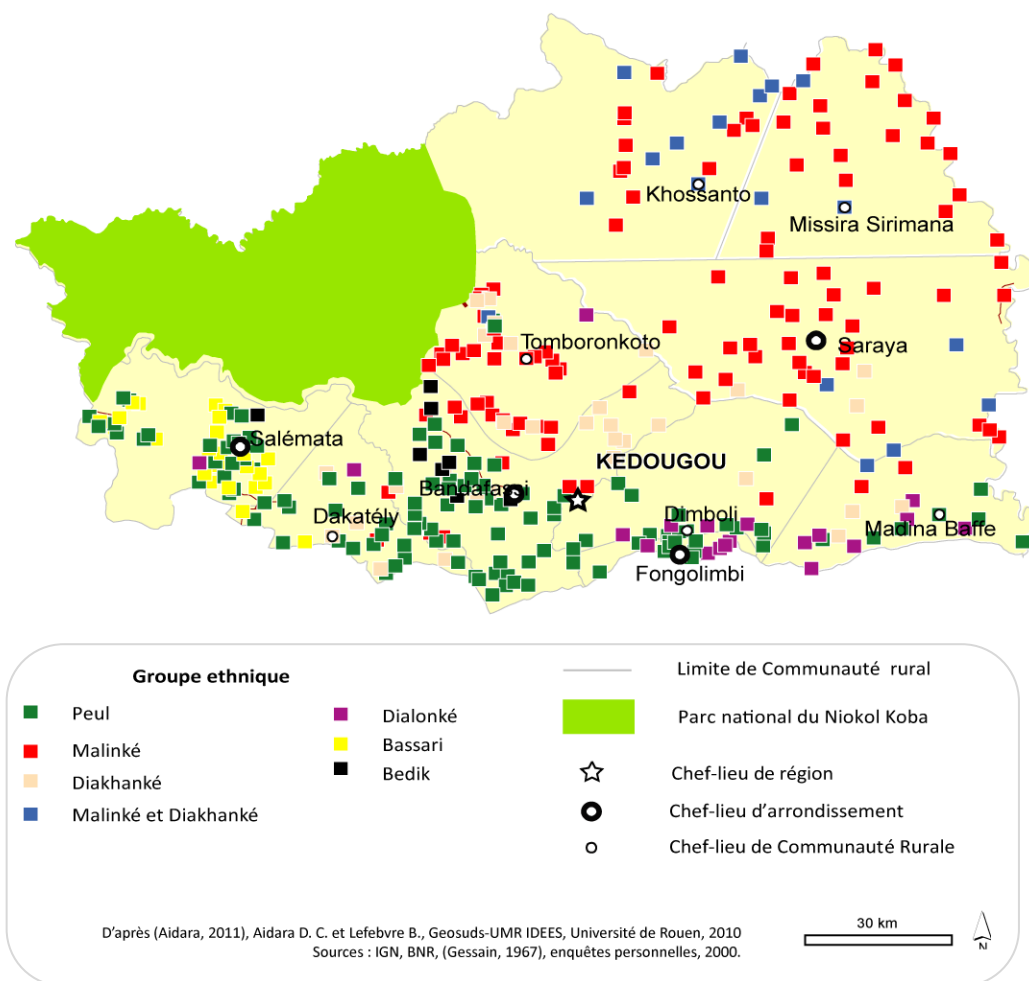 Khossanto
Missira Sirimana
Tomboronkoto
Saraya
Salémata
KEDOUGOU
Bandafassi
Dakatély
Dimboli
Madina Baffe
Fongolimbi
Groupe ethnique
Peul
Malinké
Diakhanké
Malinké et Diakhanké
Dialonké
Bassari
Bedik
Limite de Communauté rural
Parc national du Niokol Koba
Chef-lieu de région
Chef-lieu d'arrondissement
Chef-lieu de Communauté Rurale
D'après (Aidara, 2011), Aidara D. C. et Lefebvre B., Geosuds-UMR IDEES, Université de Rouen, 2010
Sources : IGN, BNR, (Gessain, 1967), enquêtes personnelles, 2000.
30 km
N